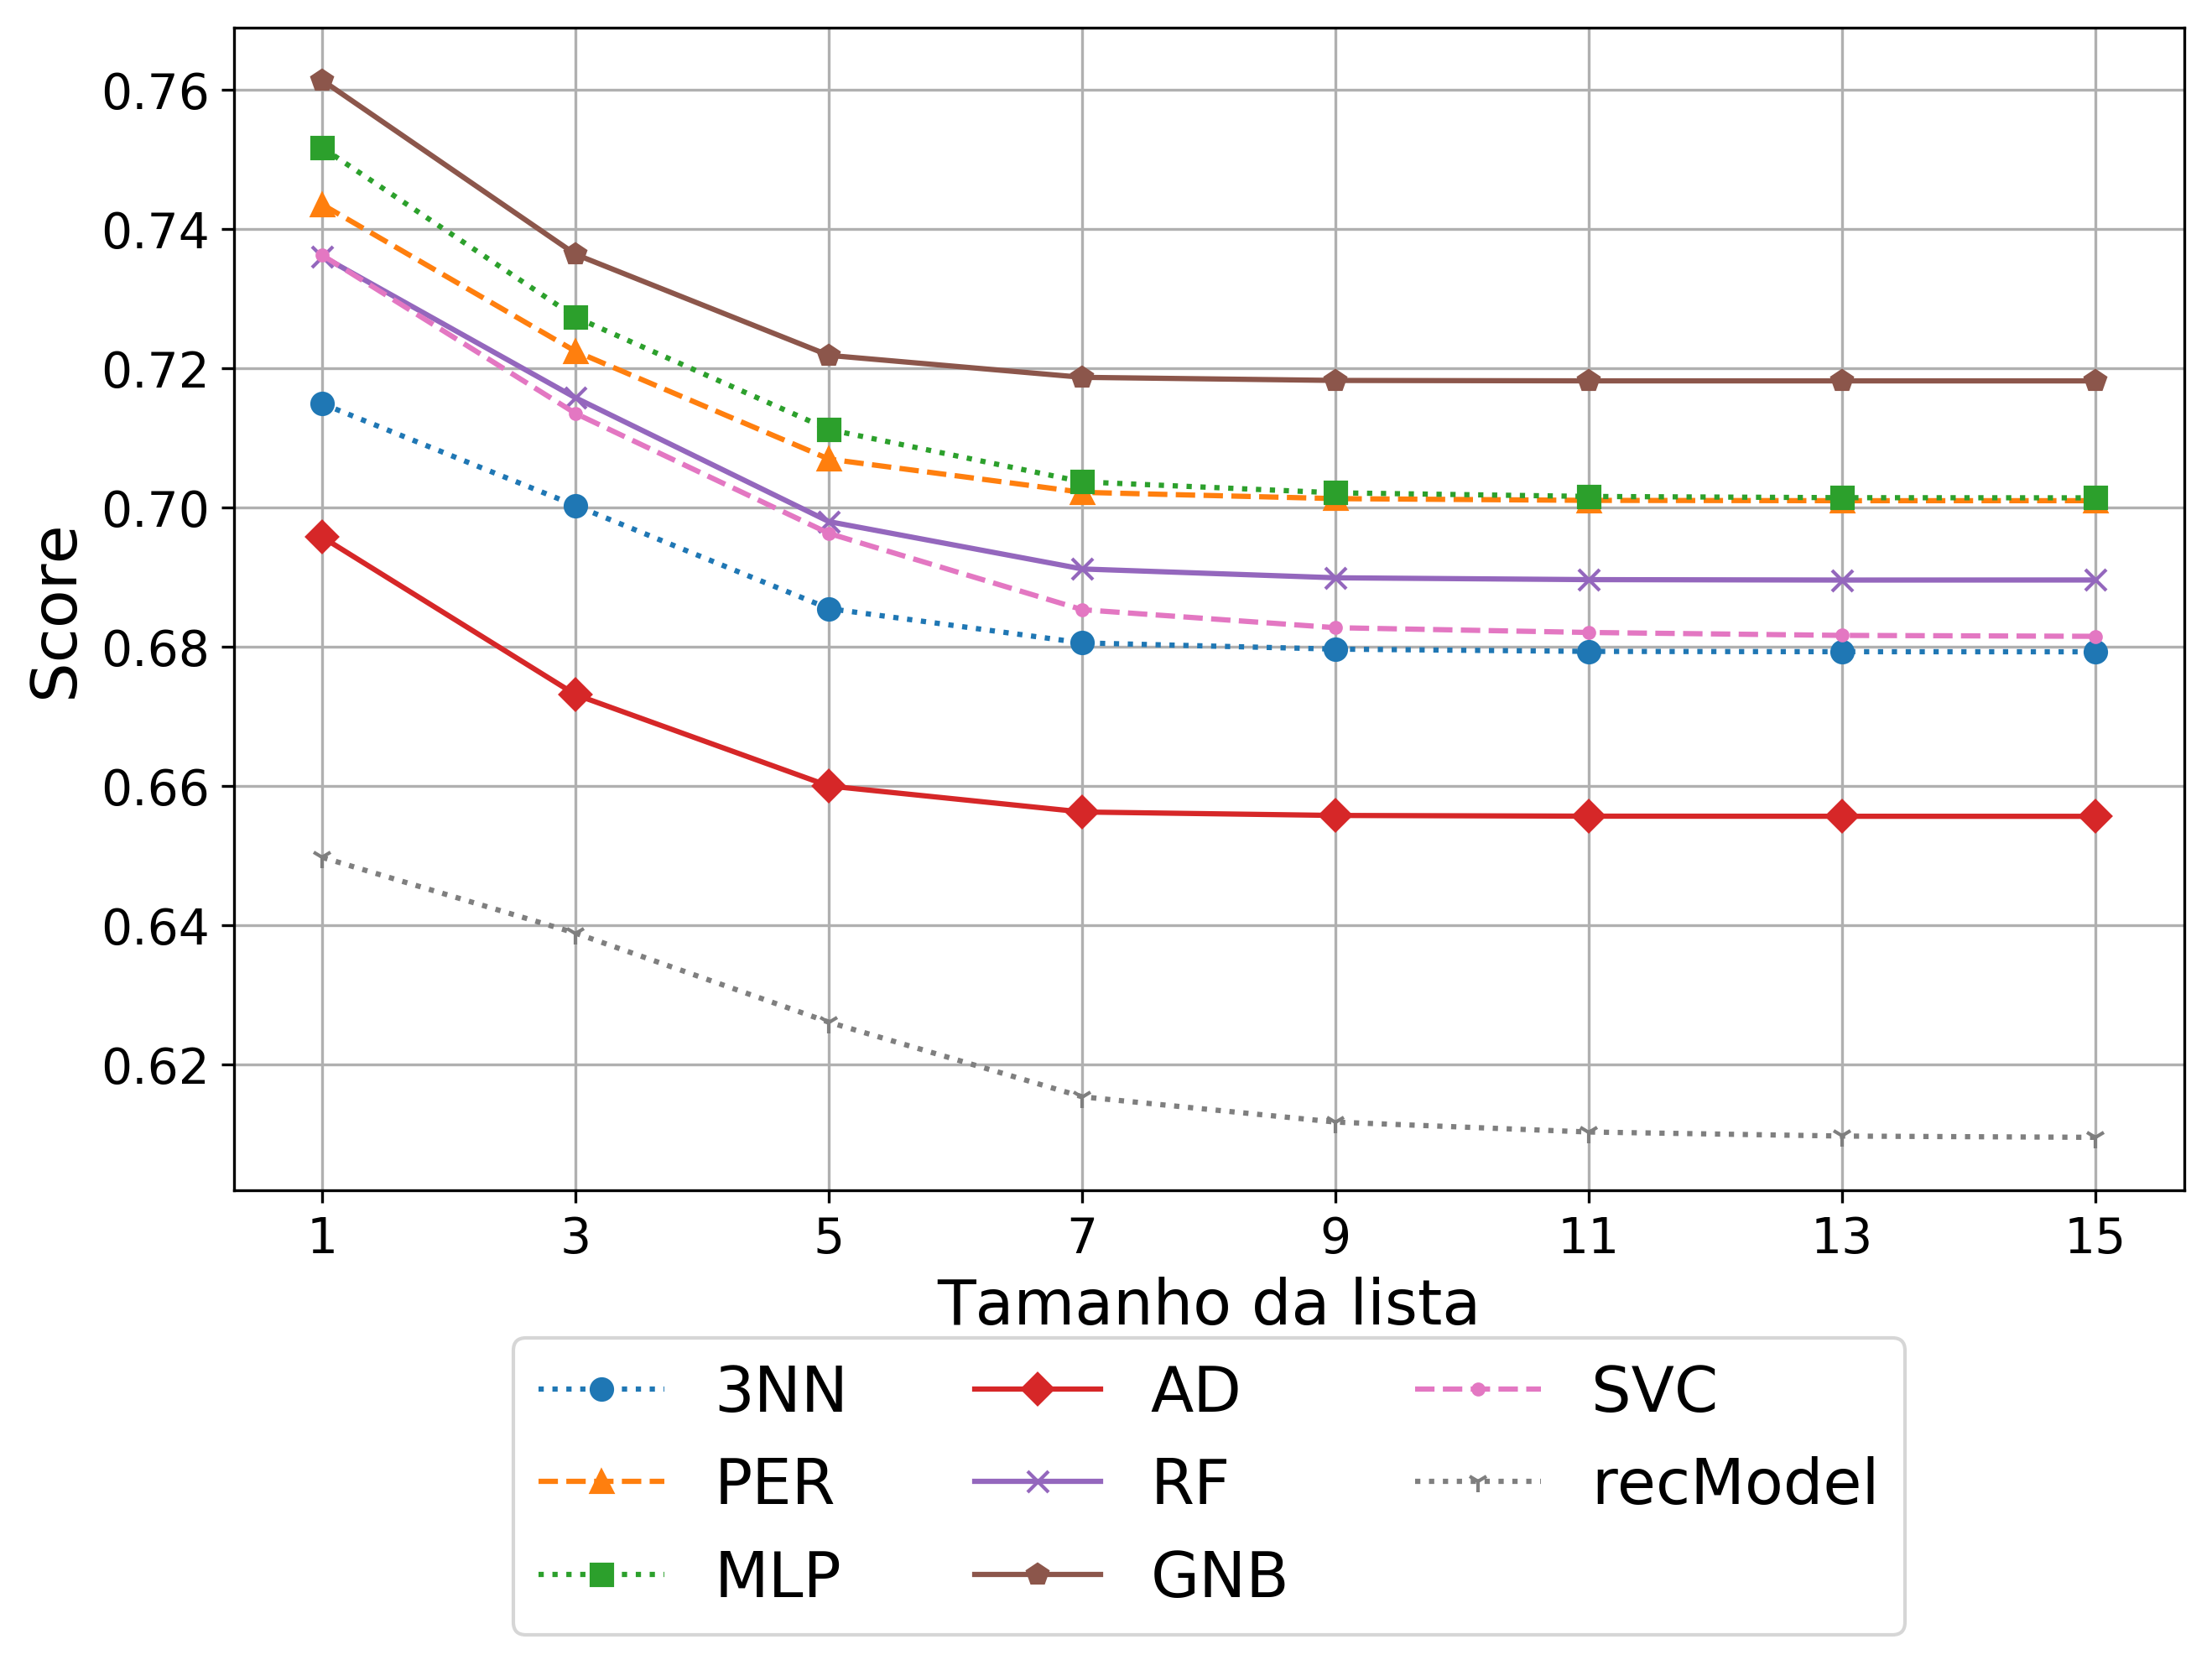 0.76
0.74
0.72
0.70
0.68
0.66
0.64
0.62
Score
1 3 5 7 9 11 13 15
Tamanho da lista
3NN AD SVC
PER RF recModel
MLP GNB